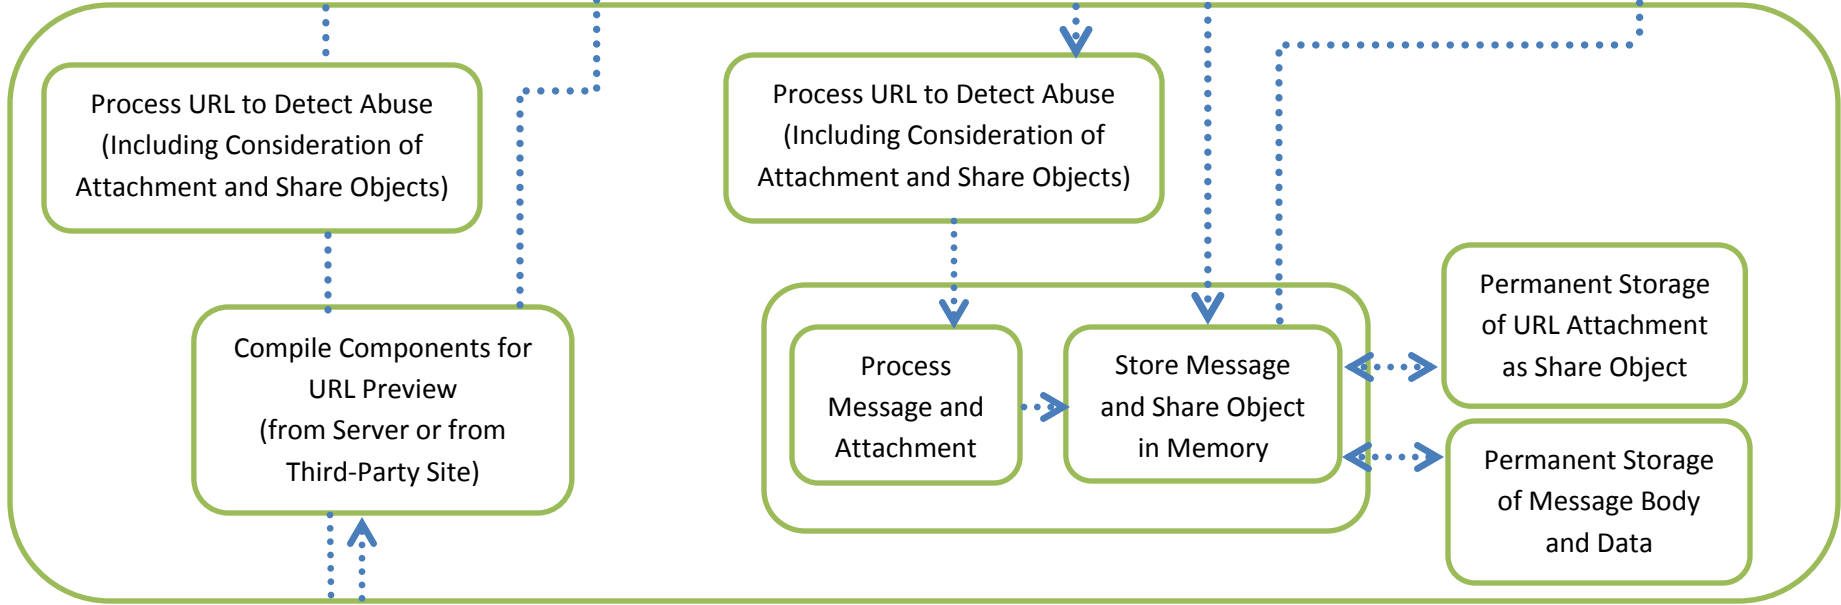 Process URL to Detect Abuse
(Including Consideration of
Attachment and Share Objects)
Compile Components for
URL Preview
(from Server or from
Third-Party Site)
Process URL to Detect Abuse
(Including Consideration of
Attachment and Share Objects)
Process
Message and
Attachment
Store Message
and Share Object
in Memory
Permanent Storage
of URL Attachment
as Share Object
Permanent Storage
of Message Body
and Data